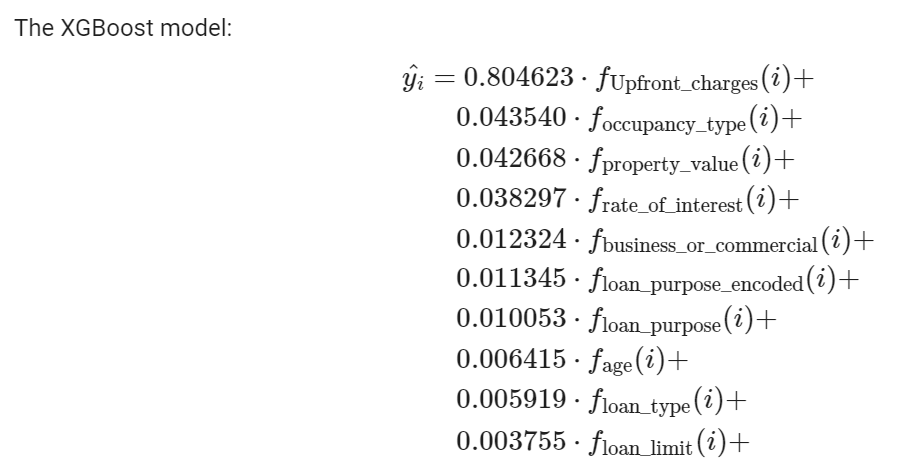 The XGBoost model:
ŷᵢ = 0.804623 · f_Upfront_charges(i)+
0.043540 · f_occupancy_type(i)+
0.042668 · f_property_value(i)+
0.038297 · f_rate_of_interest(i)+
0.012324 · f_business_or_commercial(i)+
0.011345 · f_loan_purpose_encoded(i)+
0.010053 · f_loan_purpose(i)+
0.006415 · f_age(i)+
0.005919 · f_loan_type(i)+
0.003755 · f_loan_limit(i)+